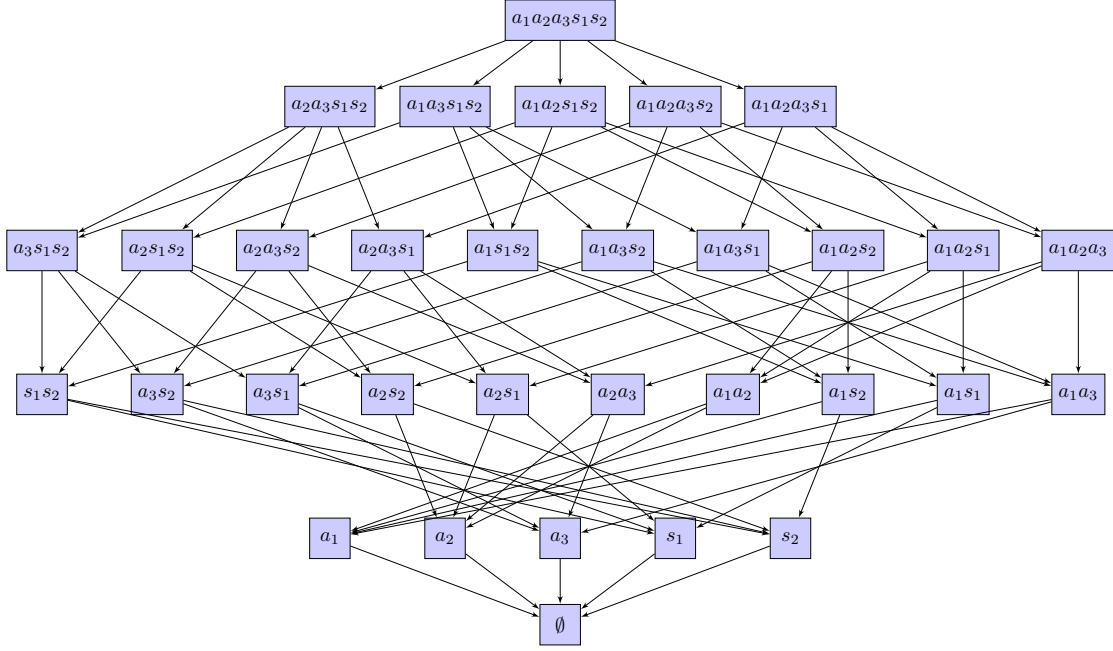 a₁a₂a₃s₁s₂
a₂a₃s₁s₂ a₁a₃s₁s₂ a₁a₂s₁s₂ a₁a₂a₃s₂ a₁a₂a₃s₁
a₃s₁s₂ a₂s₁s₂ a₂a₃s₂ a₂a₃s₁ a₁s₁s₂ a₁a₃s₂ a₁a₃s₁ a₁a₂s₂ a₁a₂s₁ a₁a₂a₃
s₁s₂ a₃s₂ a₃s₁ a₂s₂ a₂s₁ a₂a₃ a₁a₂ a₁s₂ a₁s₁ a₁a₃
a₁ a₂ a₃ s₁ s₂
∅